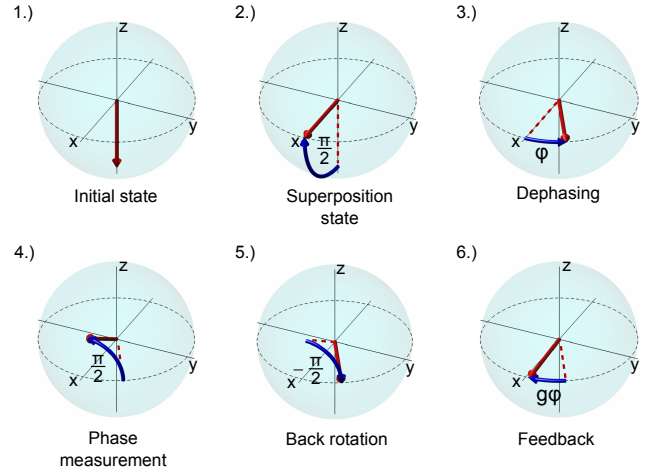 1.)
z
x
y
Initial state
2.)
z
x
π
2
y
Superposition
state
3.)
z
x
φ
y
Dephasing
4.)
z
x
π
2
y
Phase
measurement
5.)
z
x
−π
2
y
Back rotation
6.)
z
x
gφ
y
Feedback